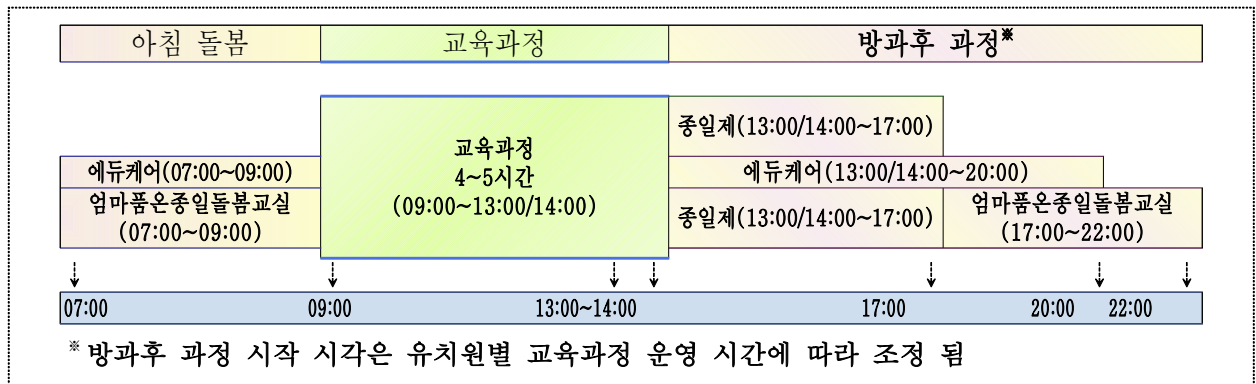 아침 돌봄 교육과정 방과후 과정※
종일제(13:00/14:00~17:00)
교육과정
4~5시간
(09:00~13:00/14:00)
에듀케어(07:00~09:00)
에듀케어(13:00/14:00~20:00)
엄마품온종일돌봄교실
(07:00~09:00)
종일제(13:00/14:00~17:00)
엄마품온종일돌봄교실
(17:00~22:00)
07:00 09:00 13:00~14:00 17:00 20:00 22:00
※ 방과후 과정 시작 시각은 유치원별 교육과정 운영 시간에 따라 조정 됨